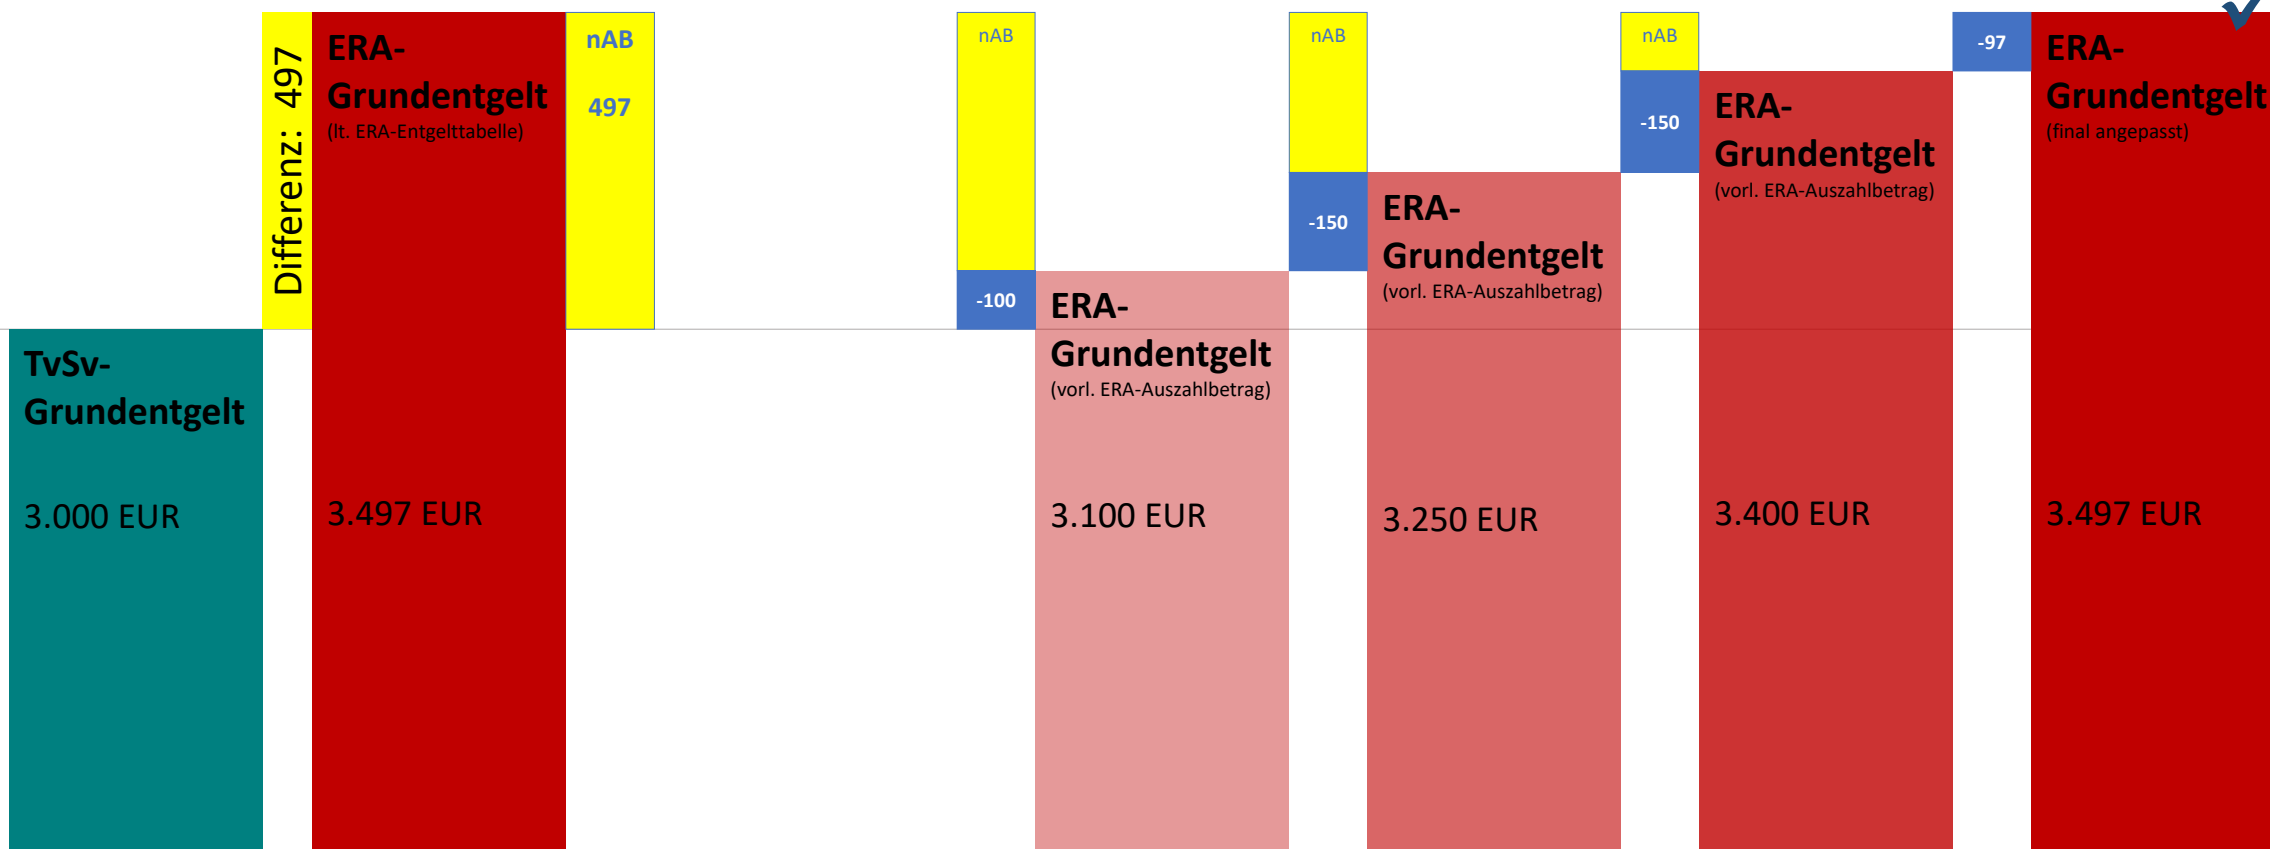 TvSv-
Grundentgelt
3.000 EUR
Differenz: 497
ERA-
Grundentgelt
(lt. ERA-Entgelttabelle)
3.497 EUR
nAB
497
nAB
-100
ERA-
Grundentgelt
(vorl. ERA-Auszahlbetrag)
3.100 EUR
nAB
-150
ERA-
Grundentgelt
(vorl. ERA-Auszahlbetrag)
3.250 EUR
nAB
-150
ERA-
Grundentgelt
(vorl. ERA-Auszahlbetrag)
3.400 EUR
-97
ERA-
Grundentgelt
(final angepasst)
3.497 EUR